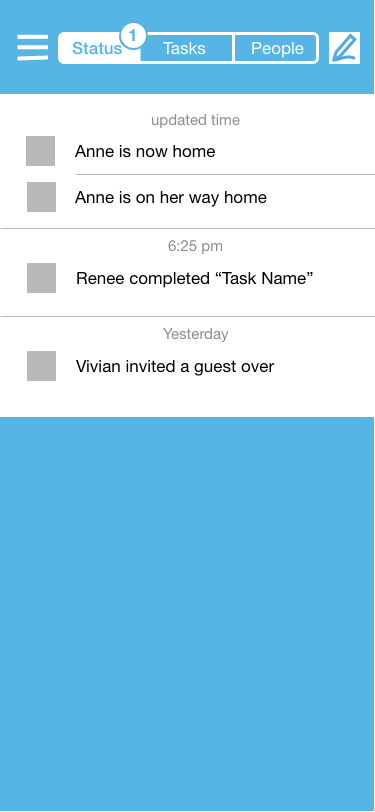 Status 1 Tasks People
updated time
Anne is now home
Anne is on her way home
6:25 pm
Renee completed “Task Name”
Yesterday
Vivian invited a guest over